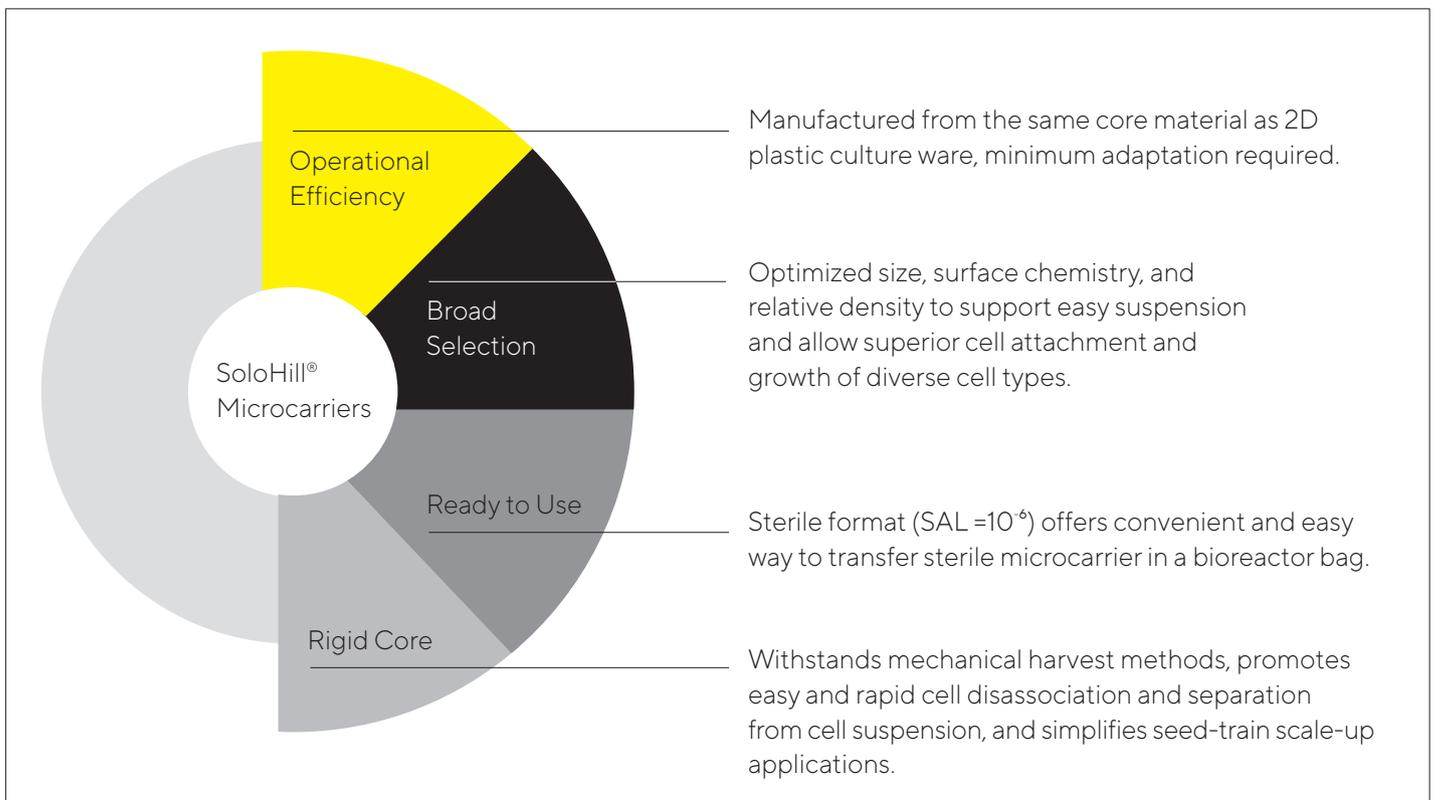 Manufactured from the same core material as 2D
plastic culture ware, minimum adaptation required.
Operational
Efficiency
Optimized size, surface chemistry, and
relative density to support easy suspension
and allow superior cell attachment and
growth of diverse cell types.
Broad
Selection
SoloHill®
Microcarriers
Ready to Use
Sterile format (SAL =10⁻⁶) offers convenient and easy
way to transfer sterile microcarrier in a bioreactor bag.
Rigid Core
Withstands mechanical harvest methods, promotes
easy and rapid cell disassociation and separation
from cell suspension, and simplifies seed-train scale-up
applications.